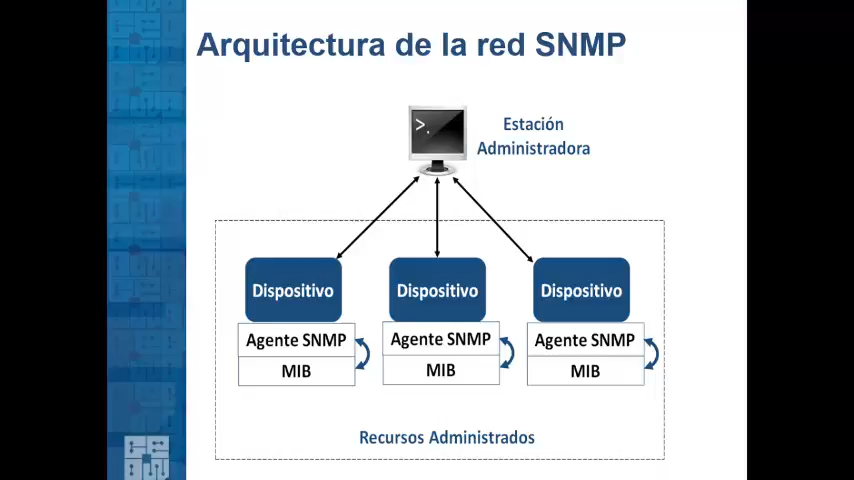 Arquitectura de la red SNMP
>_
Estación
Administradora
Dispositivo
Dispositivo
Dispositivo
Agente SNMP
Agente SNMP
Agente SNMP
MIB
MIB
MIB
Recursos Administrados